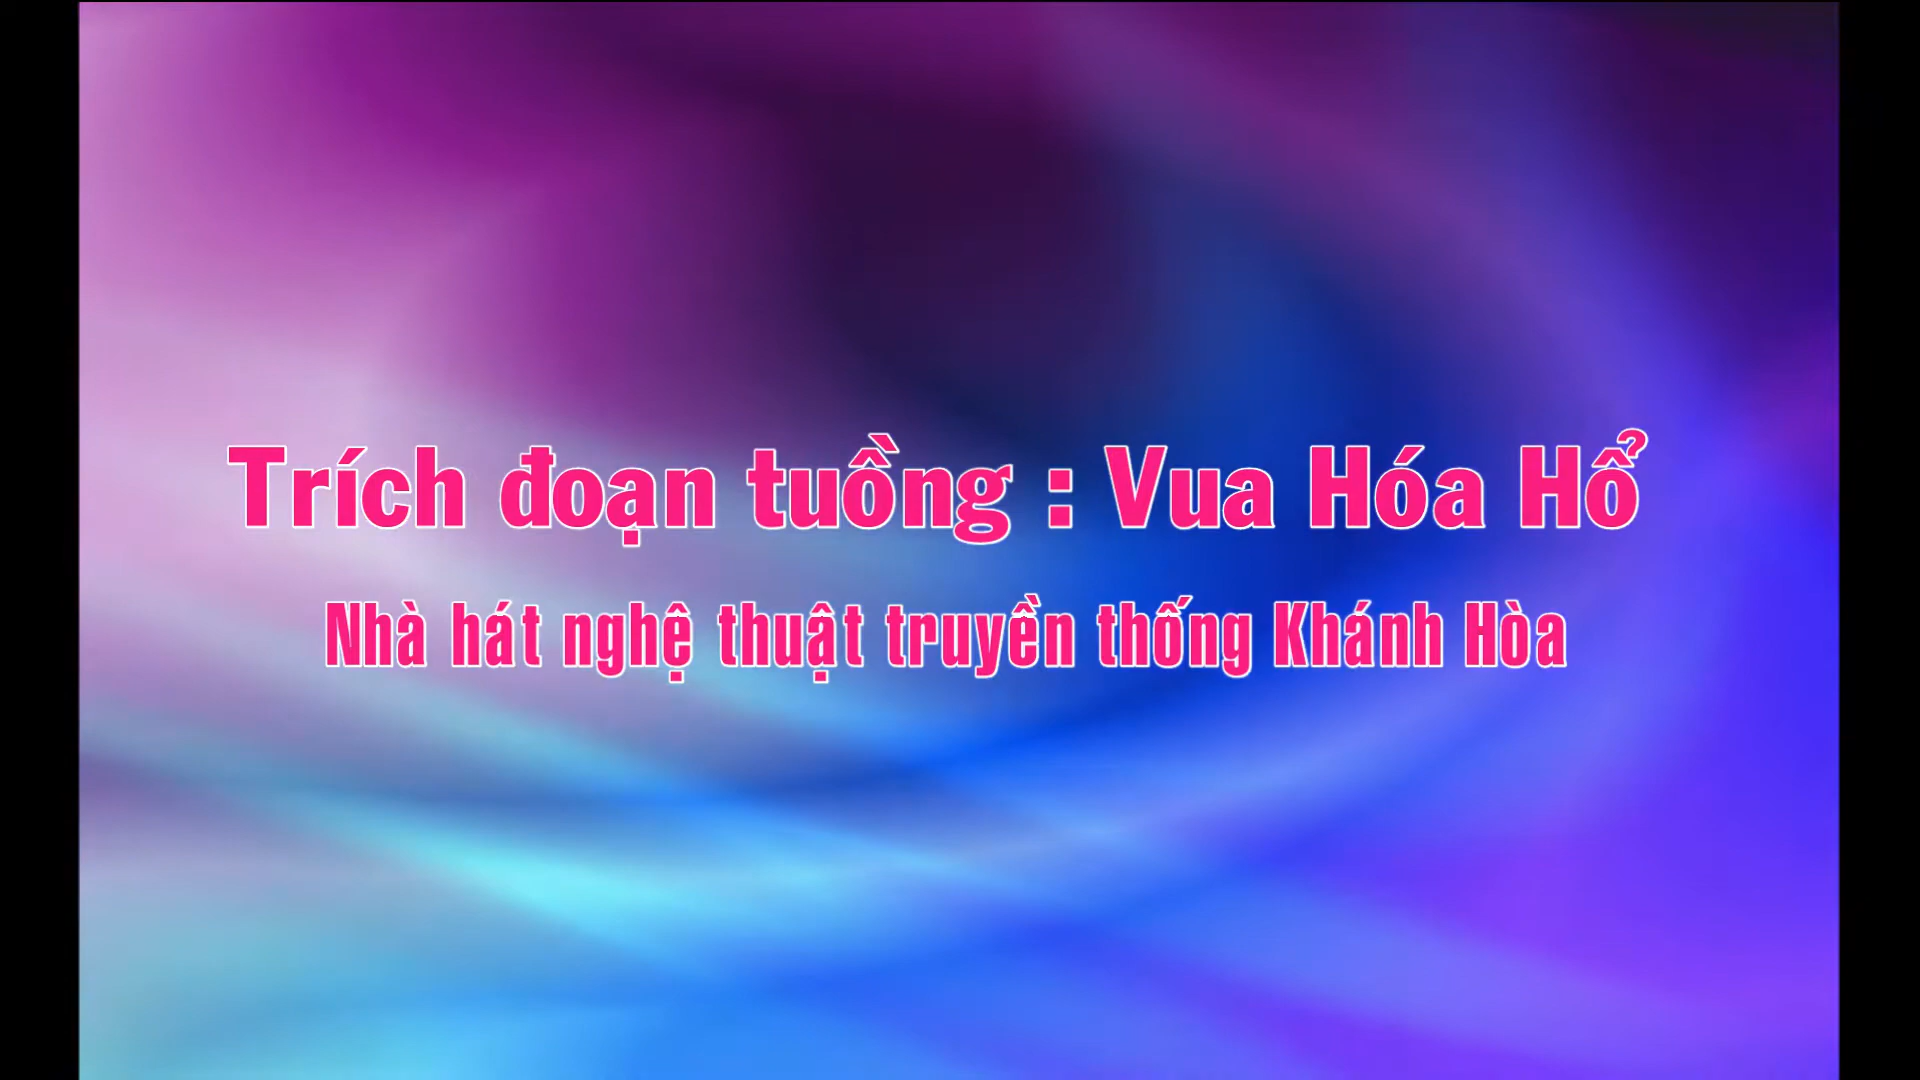 Trích đoạn tuồng : Vua Hóa Hổ
Nhà hát nghệ thuật truyền thống Khánh Hòa